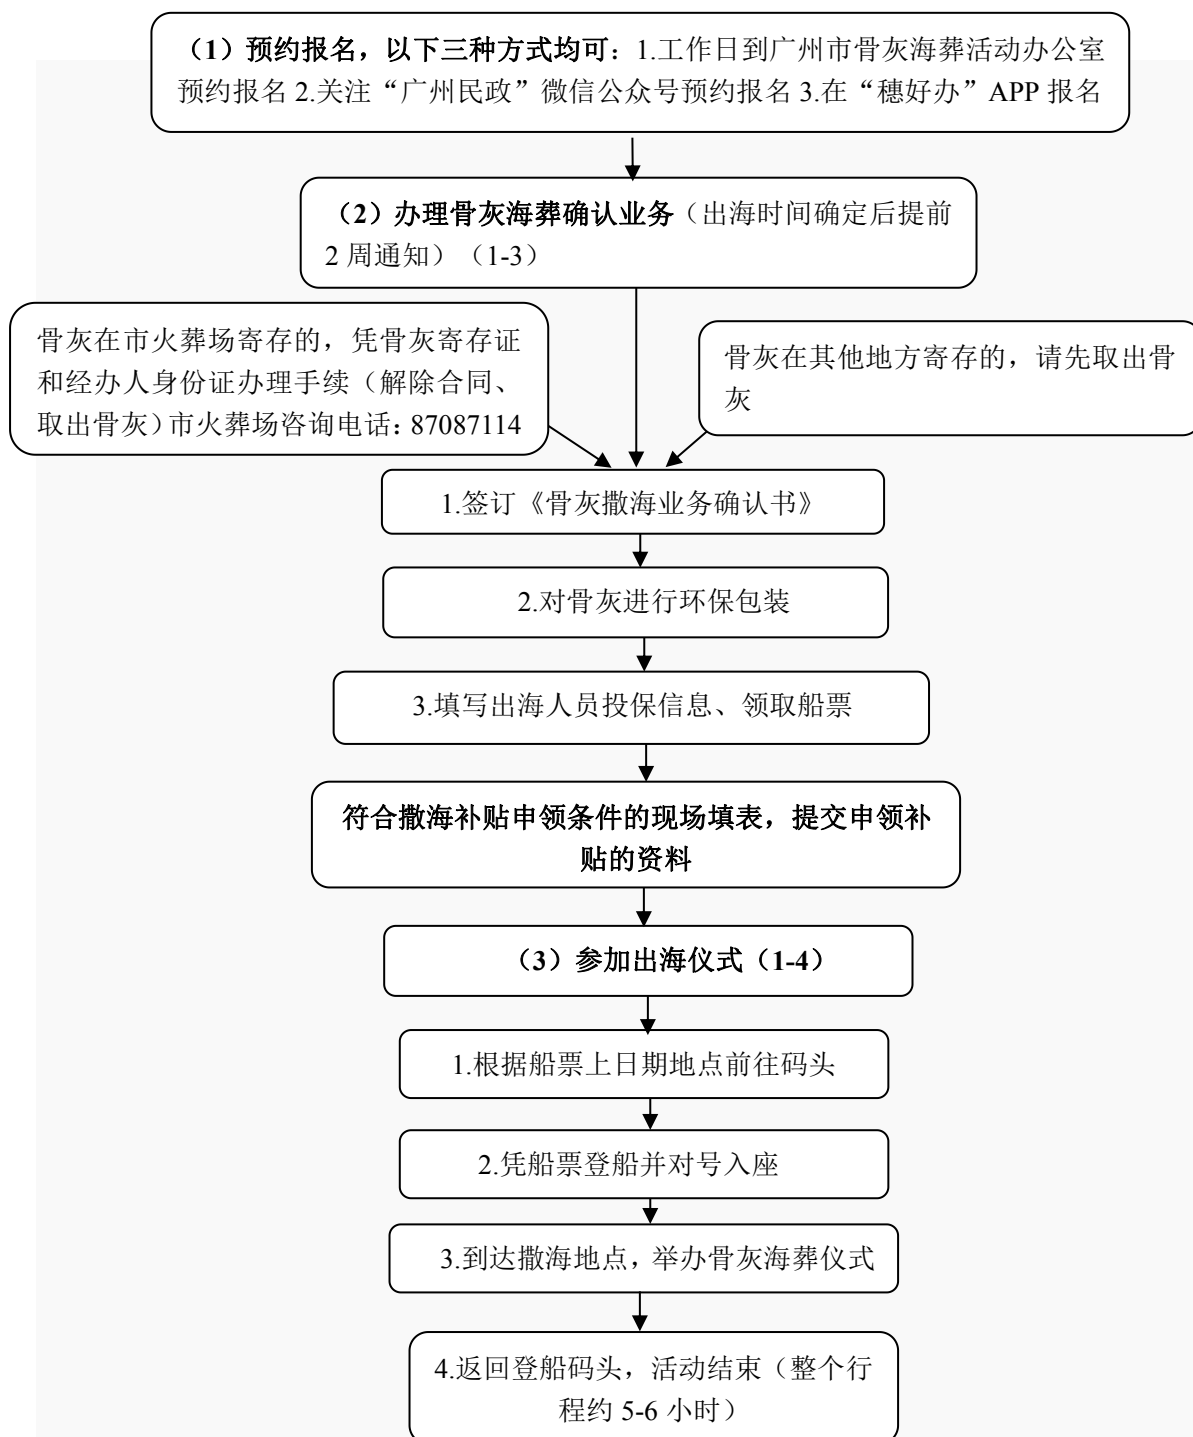 （1）预约报名，以下三种方式均可：1.工作日到广州市骨灰海葬活动办公室
预约报名 2.关注“广州民政”微信公众号预约报名 3.在“穗好办”APP 报名
（2）办理骨灰海葬确认业务（出海时间确定后提前
2 周通知）（1-3）
骨灰在市火葬场寄存的，凭骨灰寄存证
和经办人身份证办理手续（解除合同、
取出骨灰）市火葬场咨询电话：87087114
骨灰在其他地方寄存的，请先取出骨
灰
1.签订《骨灰撒海业务确认书》
2.对骨灰进行环保包装
3.填写出海人员投保信息、领取船票
符合撒海补贴申领条件的现场填表，提交申领补
贴的资料
（3）参加出海仪式（1-4）
1.根据船票上日期地点前往码头
2.凭船票登船并对号入座
3.到达撒海地点，举办骨灰海葬仪式
4.返回登船码头，活动结束（整个行
程约 5-6 小时）